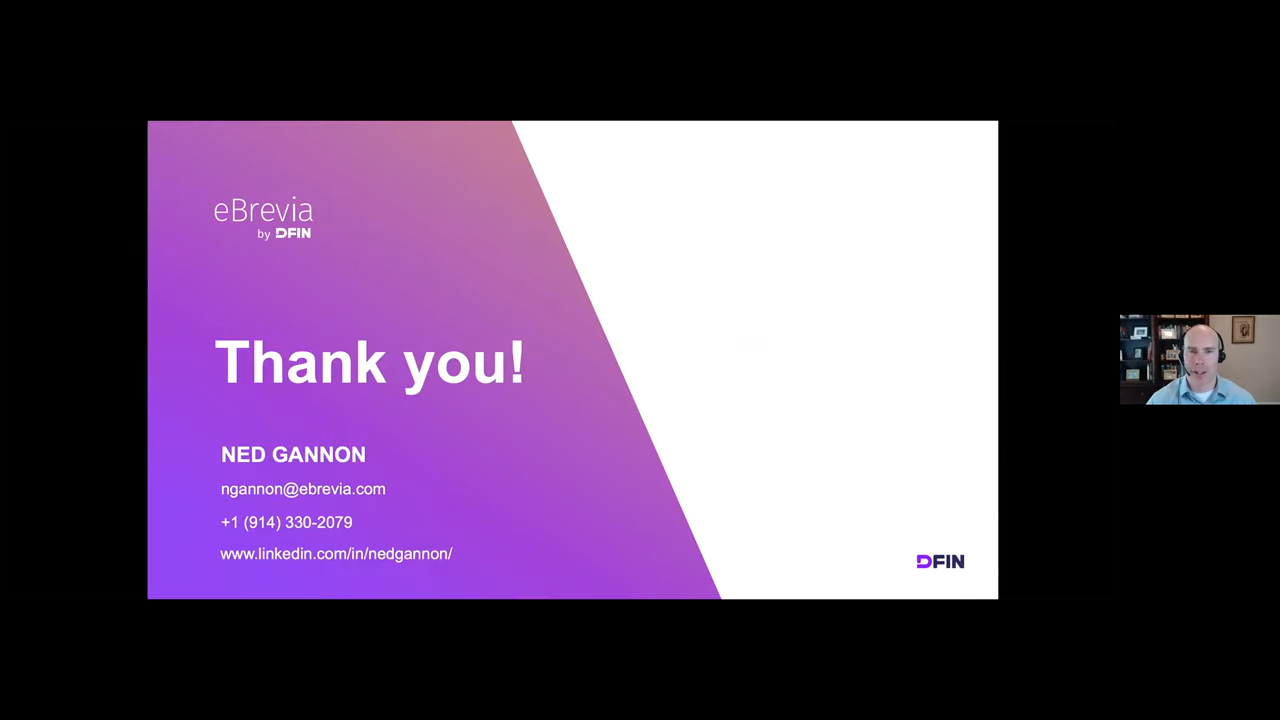 eBrevia
by DFIN
Thank you!
NED GANNON
ngannon@ebrevia.com
+1 (914) 330-2079
www.linkedin.com/in/nedgannon/
DFIN